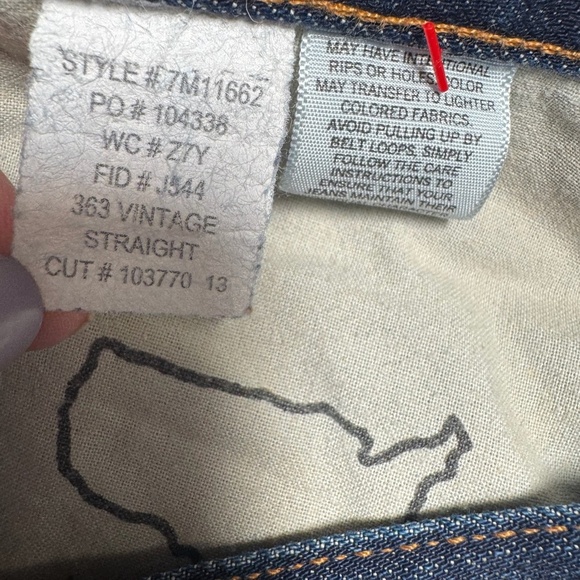 STYLE # 7M11662
PO # 104338
WC # Z7Y
FID # J544
363 VINTAGE
STRAIGHT
CUT # 103770 13
MAY HAVE INTENTIONAL
RIPS OR HOLES. COLOR
MAY TRANSFER TO LIGHTER
COLORED FABRICS.
AVOID PULLING UP BY
BELT LOOPS. SIMPLY
FOLLOW THE CARE
INSTRUCTIONS TO
ENSURE THAT YOUR
JEANS MAINTAIN THEIR